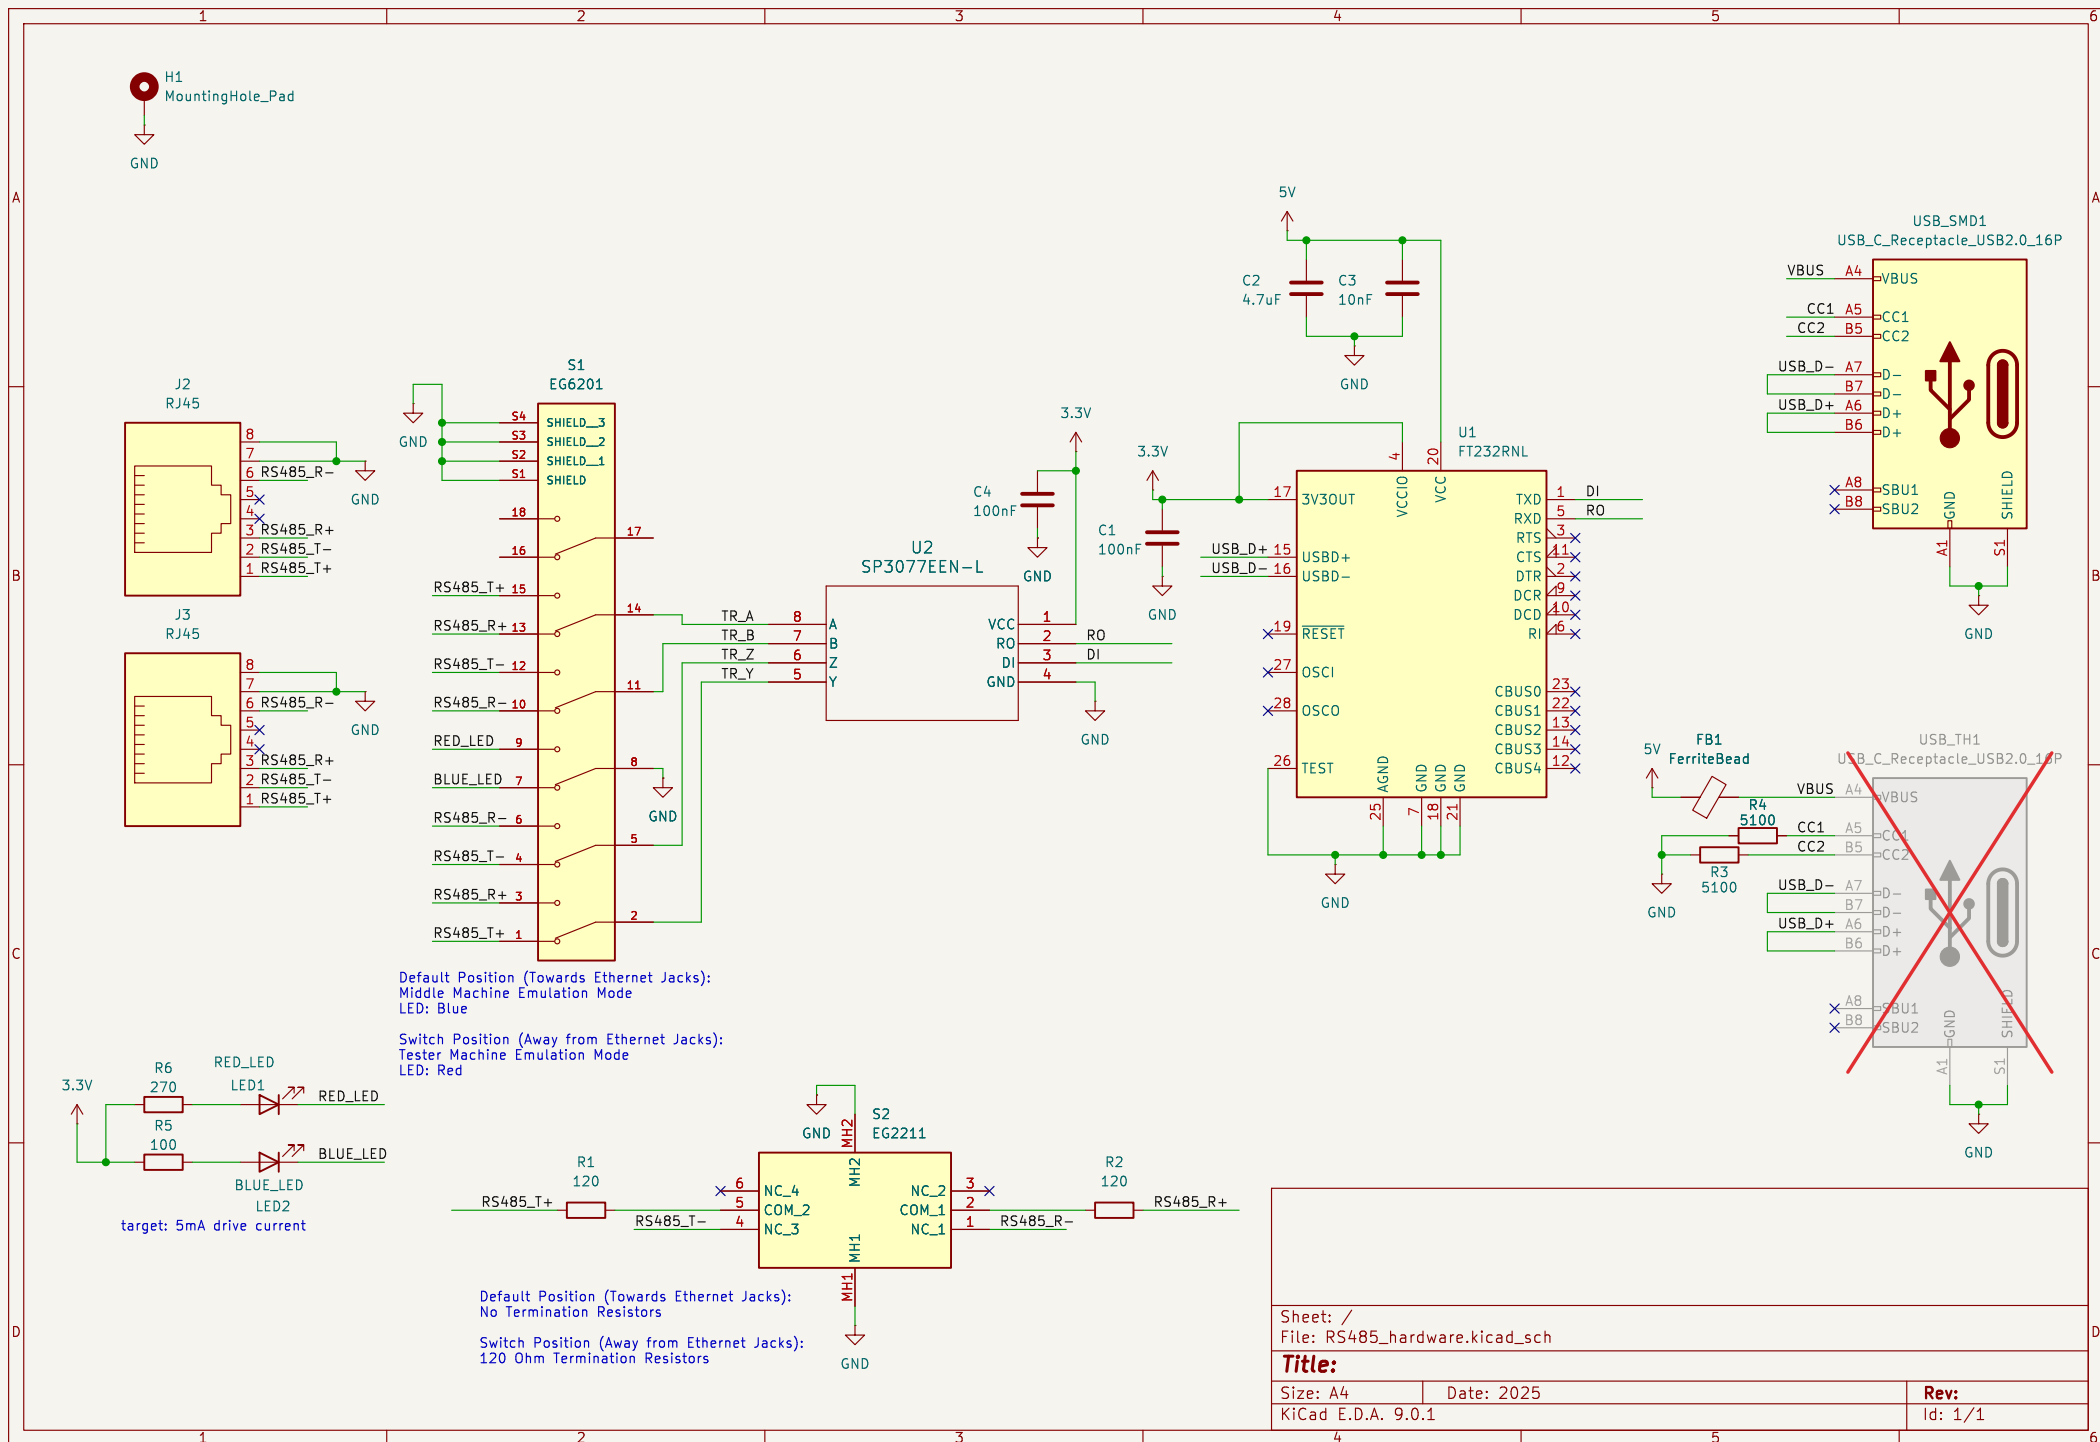 1 2 3 4 5 6
A
B
C
D
A
B
C
D
1 2 3 4 5 6
H1
MountingHole_Pad
GND
J2
RJ45
8
7
6 RS485_R-
5
4
3 RS485_R+
2 RS485_T-
1 RS485_T+
GND
J3
RJ45
8
7
6 RS485_R-
5
4
3 RS485_R+
2 RS485_T-
1 RS485_T+
GND
S1
EG6201
GND
S4 SHIELD__3
S3 SHIELD__2
S2 SHIELD__1
S1 SHIELD
18
17
16
RS485_T+ 15
14
RS485_R+ 13
RS485_T- 12
11
RS485_R- 10
RED_LED 9
8
BLUE_LED 7
GND
RS485_R- 6
5
RS485_T- 4
RS485_R+ 3
2
RS485_T+ 1
Default Position (Towards Ethernet Jacks):
Middle Machine Emulation Mode
LED: Blue
Switch Position (Away from Ethernet Jacks):
Tester Machine Emulation Mode
LED: Red
U2
SP3077EEN-L
TR_A 8 A
TR_B 7 B
TR_Z 6 Z
TR_Y 5 Y
VCC 1
RO 2 RO
DI 3 DI
GND 4
GND
3.3V
C4
100nF
GND
3.3V
C1
100nF
GND
5V
C2
4.7uF
C3
10nF
GND
U1
FT232RNL
4 VCCIO
20 VCC
17 3V3OUT
USB_D+ 15 USBD+
USB_D- 16 USBD-
19 RESET
27 OSCI
28 OSCO
26 TEST
TXD 1 DI
RXD 5 RO
RTS 3
CTS 11
DTR 2
DCR 9
DCD 10
RI 6
CBUS0 23
CBUS1 22
CBUS2 13
CBUS3 14
CBUS4 12
AGND 25
GND 7
GND 18
GND 21
GND
USB_SMD1
USB_C_Receptacle_USB2.0_16P
VBUS A4 VBUS
CC1 A5 CC1
CC2 B5 CC2
USB_D- A7 D-
B7 D-
USB_D+ A6 D+
B6 D+
A8 SBU1
B8 SBU2
GND A1
SHIELD S1
GND
USB_TH1
USB_C_Receptacle_USB2.0_16P
5V
FB1
FerriteBead
VBUS A4 VBUS
R4
5100
CC1 A5 CC1
CC2 B5 CC2
R3
5100
GND
USB_D- A7 D-
B7 D-
USB_D+ A6 D+
B6 D+
A8 SBU1
B8 SBU2
GND A1
SHIELD S1
GND
3.3V
R6
270
RED_LED
LED1
RED_LED
R5
100
BLUE_LED
BLUE_LED
LED2
target: 5mA drive current
S2
EG2211
GND
MH2
MH2
R1
120
RS485_T+
RS485_T-
6 NC_4
5 COM_2
4 NC_3
NC_2 3
COM_1 2
NC_1 1
R2
120
RS485_R+
RS485_R-
MH1
MH1
GND
Default Position (Towards Ethernet Jacks):
No Termination Resistors
Switch Position (Away from Ethernet Jacks):
120 Ohm Termination Resistors
Sheet: /
File: RS485_hardware.kicad_sch
Title:
Size: A4 Date: 2025 Rev:
KiCad E.D.A. 9.0.1 Id: 1/1